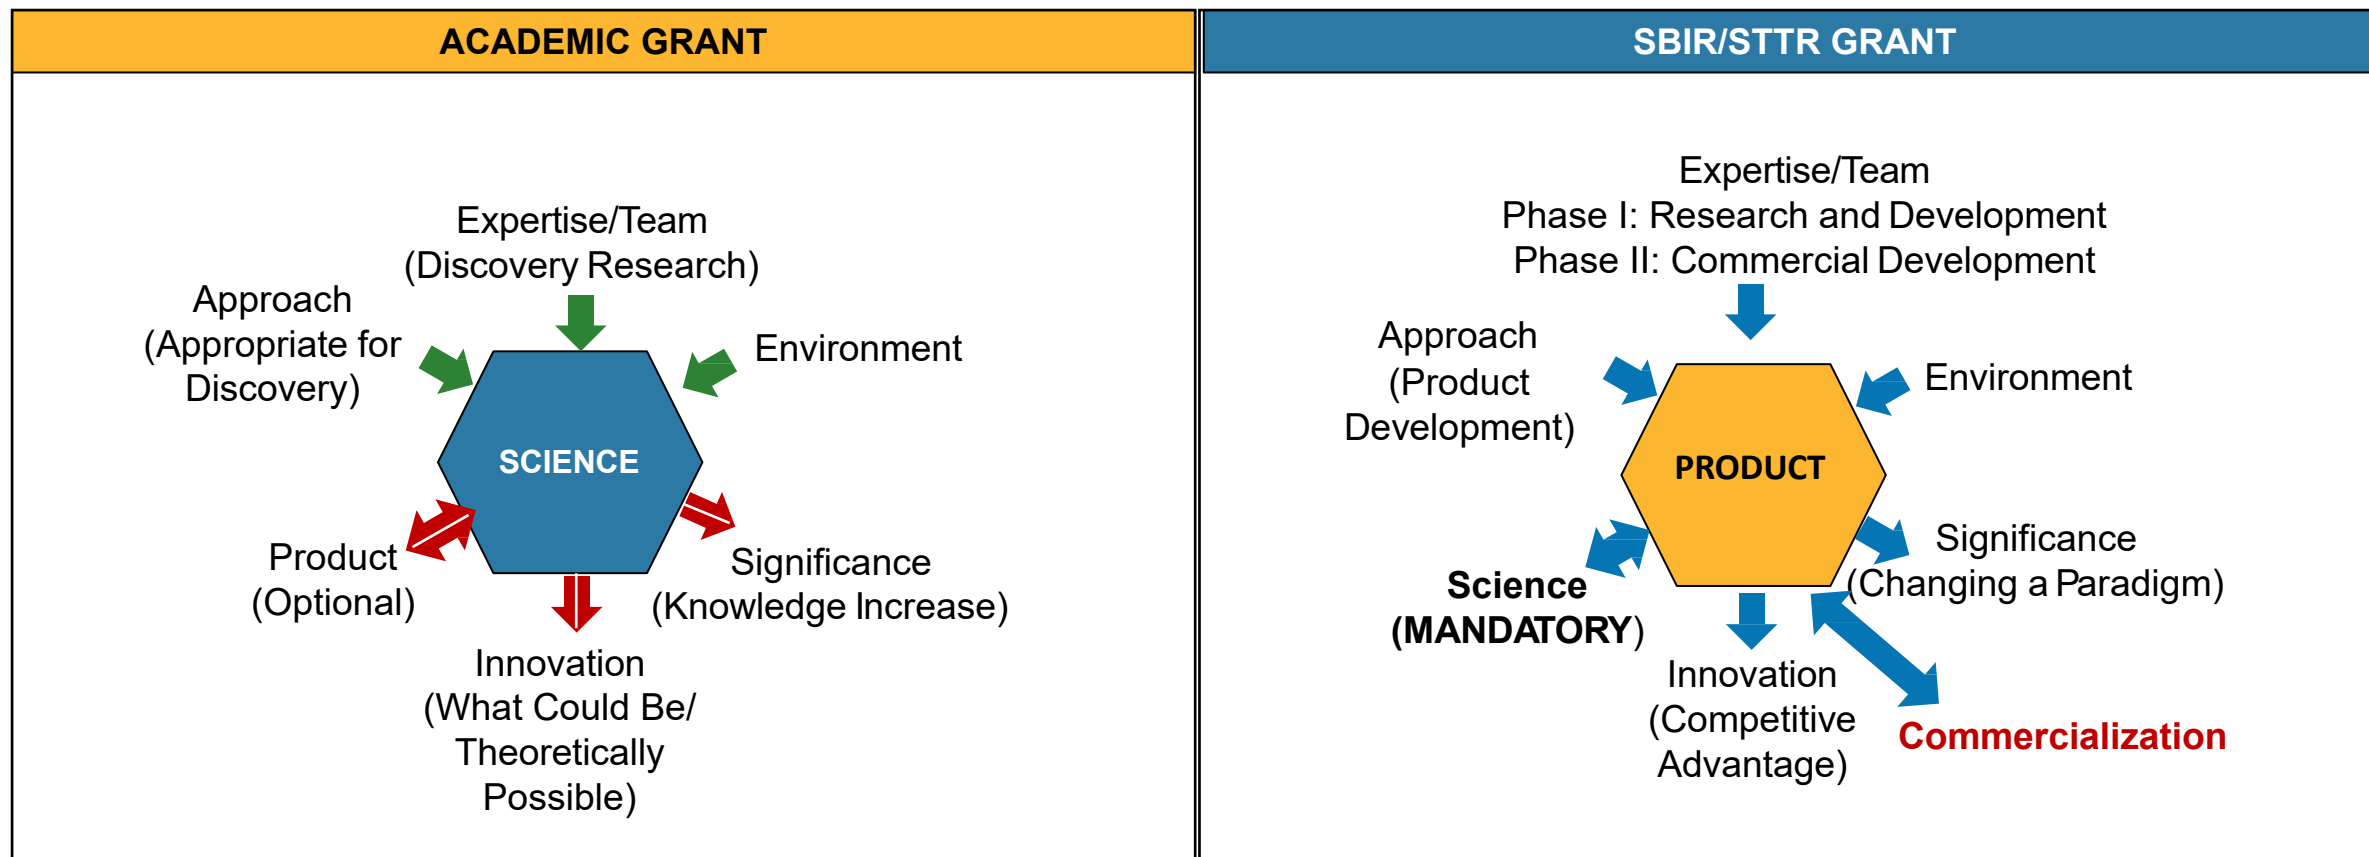 ACADEMIC GRANT
Expertise/Team
(Discovery Research)
Approach
(Appropriate for
Discovery)
Environment
SCIENCE
Product
(Optional)
Significance
(Knowledge Increase)
Innovation
(What Could Be/
Theoretically
Possible)
SBIR/STTR GRANT
Expertise/Team
Phase I: Research and Development
Phase II: Commercial Development
Approach
(Product
Development)
Environment
PRODUCT
Science
(MANDATORY)
Significance
(Changing a Paradigm)
Innovation
(Competitive
Advantage)
Commercialization